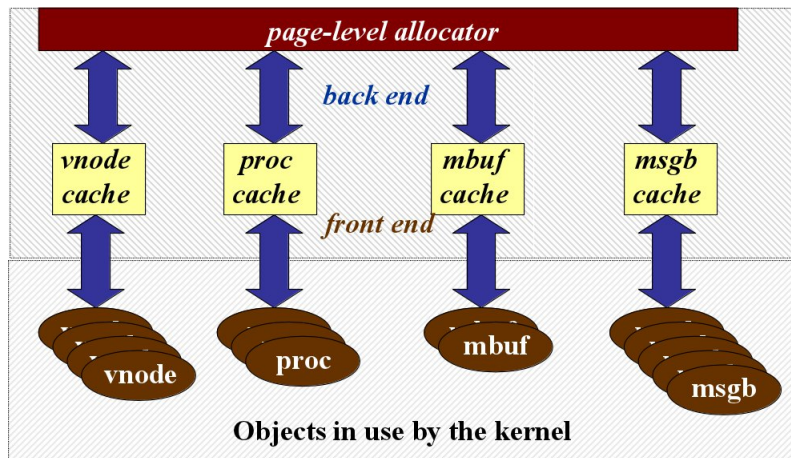 page-level allocator
back end
vnode
cache
proc
cache
mbuf
cache
msgb
cache
front end
vnode
proc
mbuf
msgb
Objects in use by the kernel